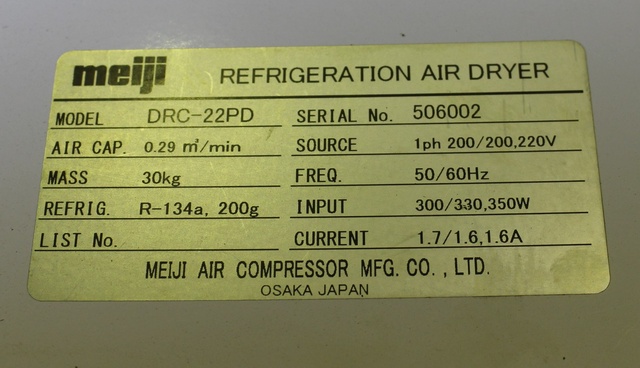 meiji REFRIGERATION AIR DRYER
MODEL DRC-22PD SERIAL No. 506002
AIR CAP. 0.29 m³/min SOURCE 1ph 200/200,220V
MASS 30kg FREQ. 50/60Hz
REFRIG. R-134a, 200g INPUT 300/330,350W
LIST No. CURRENT 1.7/1.6,1.6A
MEIJI AIR COMPRESSOR MFG. CO., LTD.
OSAKA JAPAN